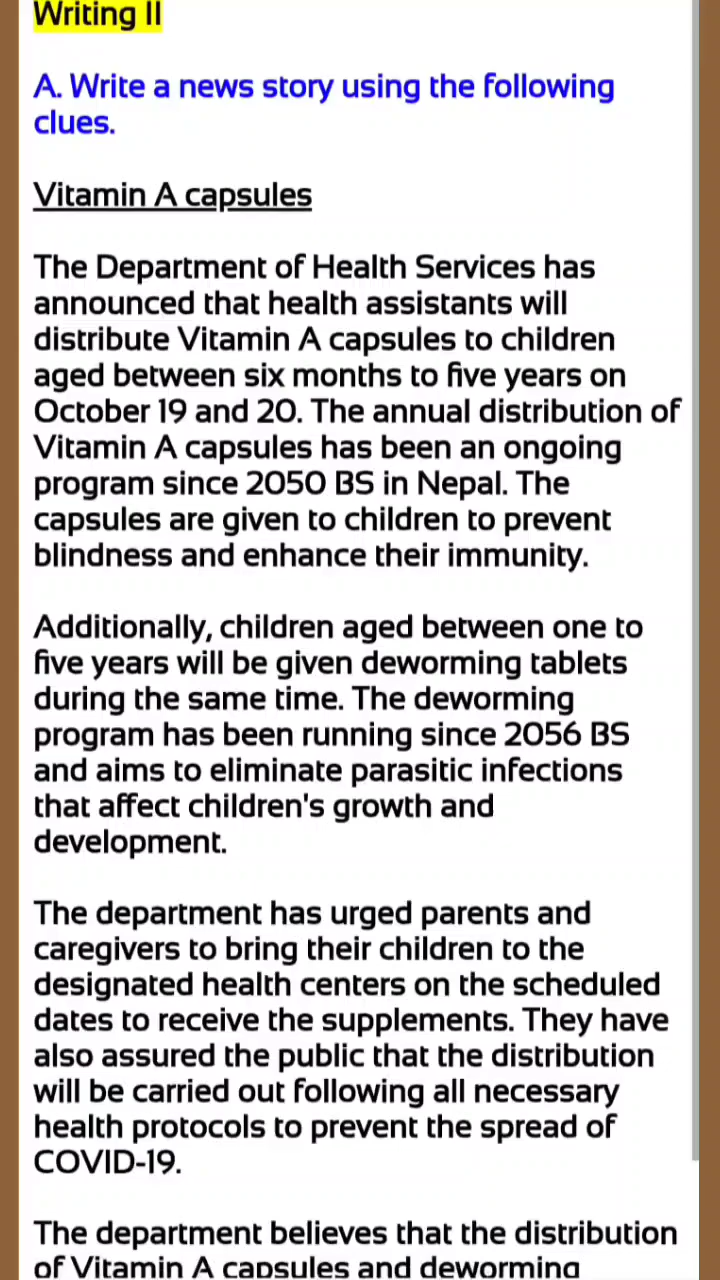 Writing II
A. Write a news story using the following
clues.
Vitamin A capsules
The Department of Health Services has
announced that health assistants will
distribute Vitamin A capsules to children
aged between six months to five years on
October 19 and 20. The annual distribution of
Vitamin A capsules has been an ongoing
program since 2050 BS in Nepal. The
capsules are given to children to prevent
blindness and enhance their immunity.
Additionally, children aged between one to
five years will be given deworming tablets
during the same time. The deworming
program has been running since 2056 BS
and aims to eliminate parasitic infections
that affect children's growth and
development.
The department has urged parents and
caregivers to bring their children to the
designated health centers on the scheduled
dates to receive the supplements. They have
also assured the public that the distribution
will be carried out following all necessary
health protocols to prevent the spread of
COVID-19.
The department believes that the distribution
of Vitamin A capsules and deworming